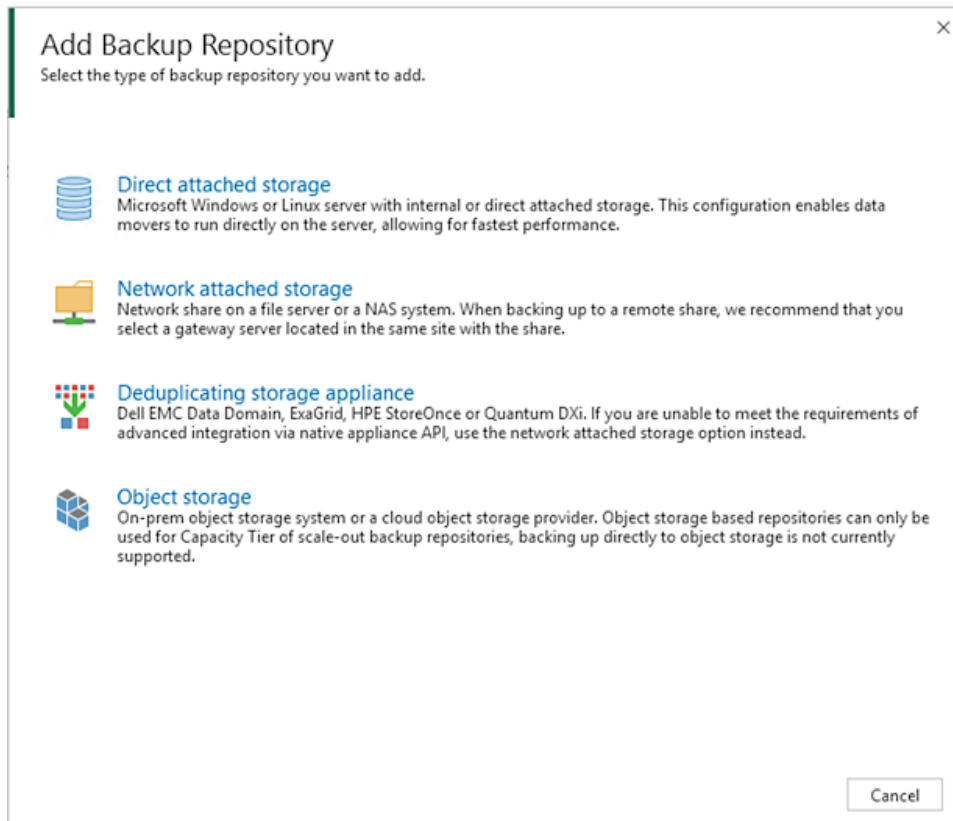 Add Backup Repository
Select the type of backup repository you want to add.
Direct attached storage
Microsoft Windows or Linux server with internal or direct attached storage. This configuration enables data
movers to run directly on the server, allowing for fastest performance.
Network attached storage
Network share on a file server or a NAS system. When backing up to a remote share, we recommend that you
select a gateway server located in the same site with the share.
Deduplicating storage appliance
Dell EMC Data Domain, ExaGrid, HPE StoreOnce or Quantum DXi. If you are unable to meet the requirements of
advanced integration via native appliance API, use the network attached storage option instead.
Object storage
On-prem object storage system or a cloud object storage provider. Object storage based repositories can only be
used for Capacity Tier of scale-out backup repositories, backing up directly to object storage is not currently
supported.
Cancel